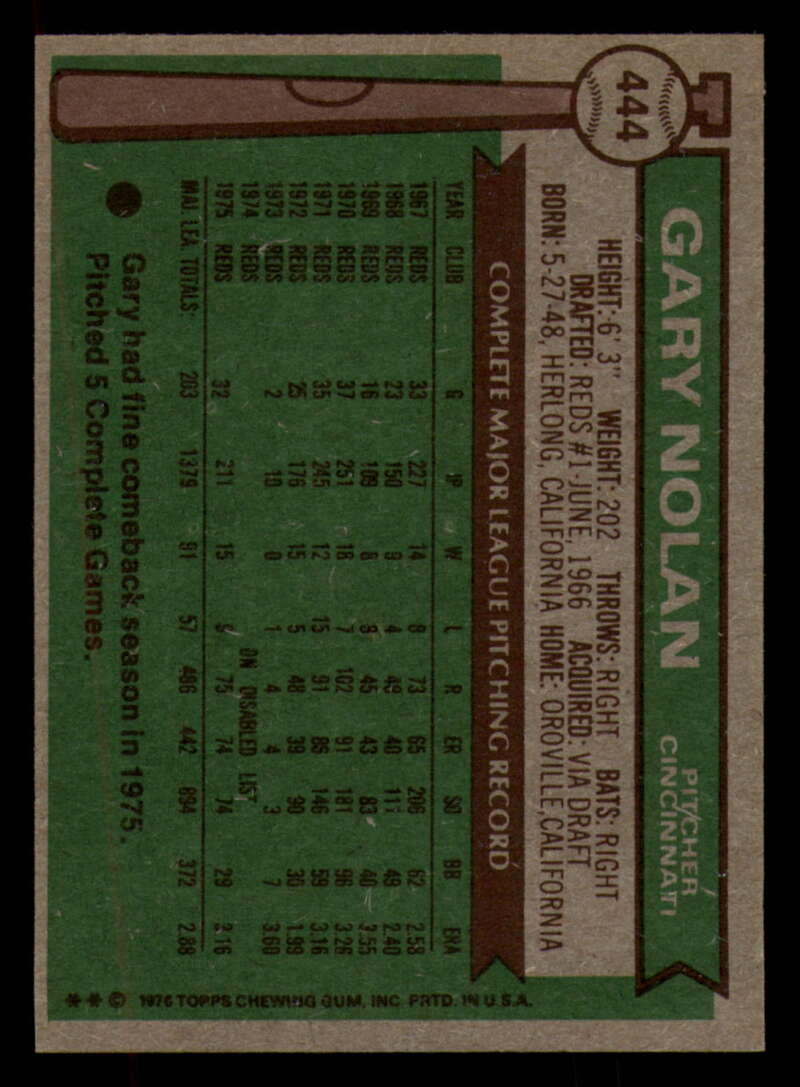 444
GARY NOLAN
PITCHER
CINCINNATI
HEIGHT: 6' 3" WEIGHT: 202 THROWS: RIGHT BATS: RIGHT
DRAFTED: REDS #1-JUNE, 1966 ACQUIRED: VIA DRAFT
BORN: 5-27-48, HERLONG, CALIFORNIA HOME: OROVILLE, CALIFORNIA
COMPLETE MAJOR LEAGUE PITCHING RECORD
YEAR CLUB G IP W L R ER SO BB ERA
1967 REDS 33 227 14 8 73 65 206 62 2.58
1968 REDS 23 150 9 4 49 40 111 49 2.40
1969 REDS 16 109 8 8 45 43 83 40 3.55
1970 REDS 37 251 18 7 102 91 181 96 3.26
1971 REDS 35 245 12 15 91 86 146 59 3.16
1972 REDS 25 176 15 5 48 39 90 30 1.99
1973 REDS 2 10 0 1 4 4 3 7 3.60
1974 REDS ON DISABLED LIST
1975 REDS 32 211 15 9 75 74 74 29 3.16
MAJ. LEA. TOTALS: 203 1379 91 57 486 442 894 372 2.88
Gary had fine comeback season in 1975.
Pitched 5 Complete Games.
** © 1976 TOPPS CHEWING GUM, INC. PRTD. IN U.S.A.